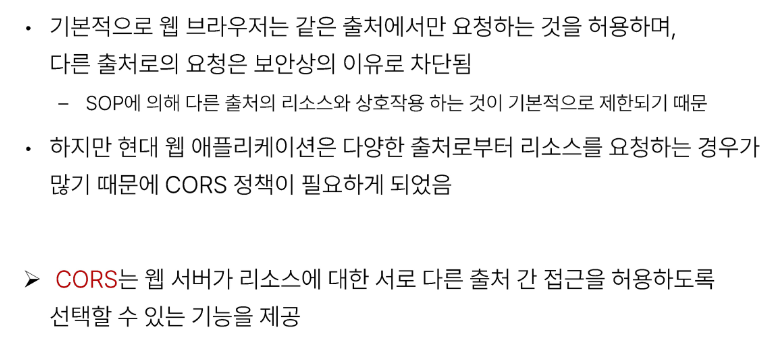 • 기본적으로 웹 브라우저는 같은 출처에서만 요청하는 것을 허용하며,
다른 출처로의 요청은 보안상의 이유로 차단됨
– SOP에 의해 다른 출처의 리소스와 상호작용 하는 것이 기본적으로 제한되기 때문
• 하지만 현대 웹 애플리케이션은 다양한 출처로부터 리소스를 요청하는 경우가
많기 때문에 CORS 정책이 필요하게 되었음
➢ CORS는 웹 서버가 리소스에 대한 서로 다른 출처 간 접근을 허용하도록
선택할 수 있는 기능을 제공